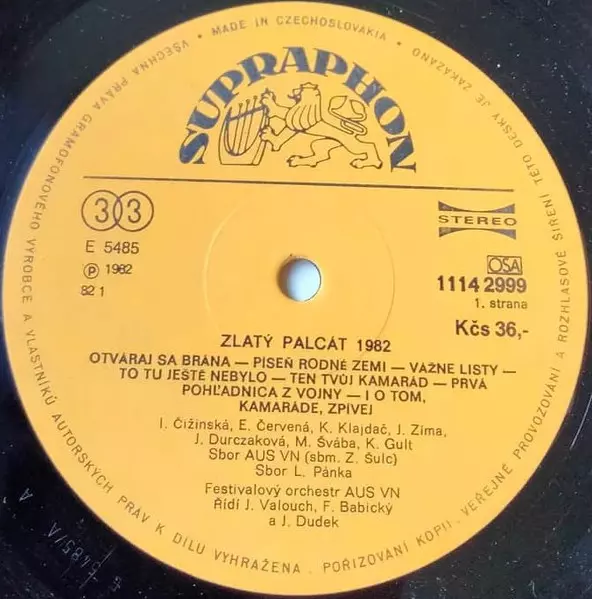 MADE IN CZECHOSLOVAKIA • VŠECHNA PRÁVA GRAMOFONOVÉHO VÝROBCE A VLASTNÍKŮ AUTORSKÝCH PRÁV K DÍLU VYHRAŽENA. POŘIZOVÁNÍ KOPIÍ. VEŘEJNÉ PROVOZOVÁNÍ A ROZHLASOVÉ ŠÍŘENÍ TÉTO DESKY JE ZAKÁZÁNO •
SUPRAPHON
33
STEREO
E 5485
OSA
Ⓟ 1982
1114 2999
82 1
1. strana
Kčs 36,-
ZLATÝ PALCÁT 1982
OTVÁRAJ SA BRÁNA — PÍSEŇ RODNÉ ZEMI — VÁŽNE LISTY —
TO TU JEŠTĚ NEBYLO — TEN TVŮJ KAMARÁD — PRVÁ
POHĽADNICA Z VOJNY — I O TOM,
KAMARÁDE, ZPÍVEJ
I. Čižinská, E. Červená, K. Klajdač, J. Zíma,
J. Durczaková, M. Švába, K. Gult
Sbor AUS VN (sbm. Z. Šulc)
Sbor L. Pánka
Festivalový orchestr AUS VN
Řídí J. Valouch, F. Babický
a J. Dudek